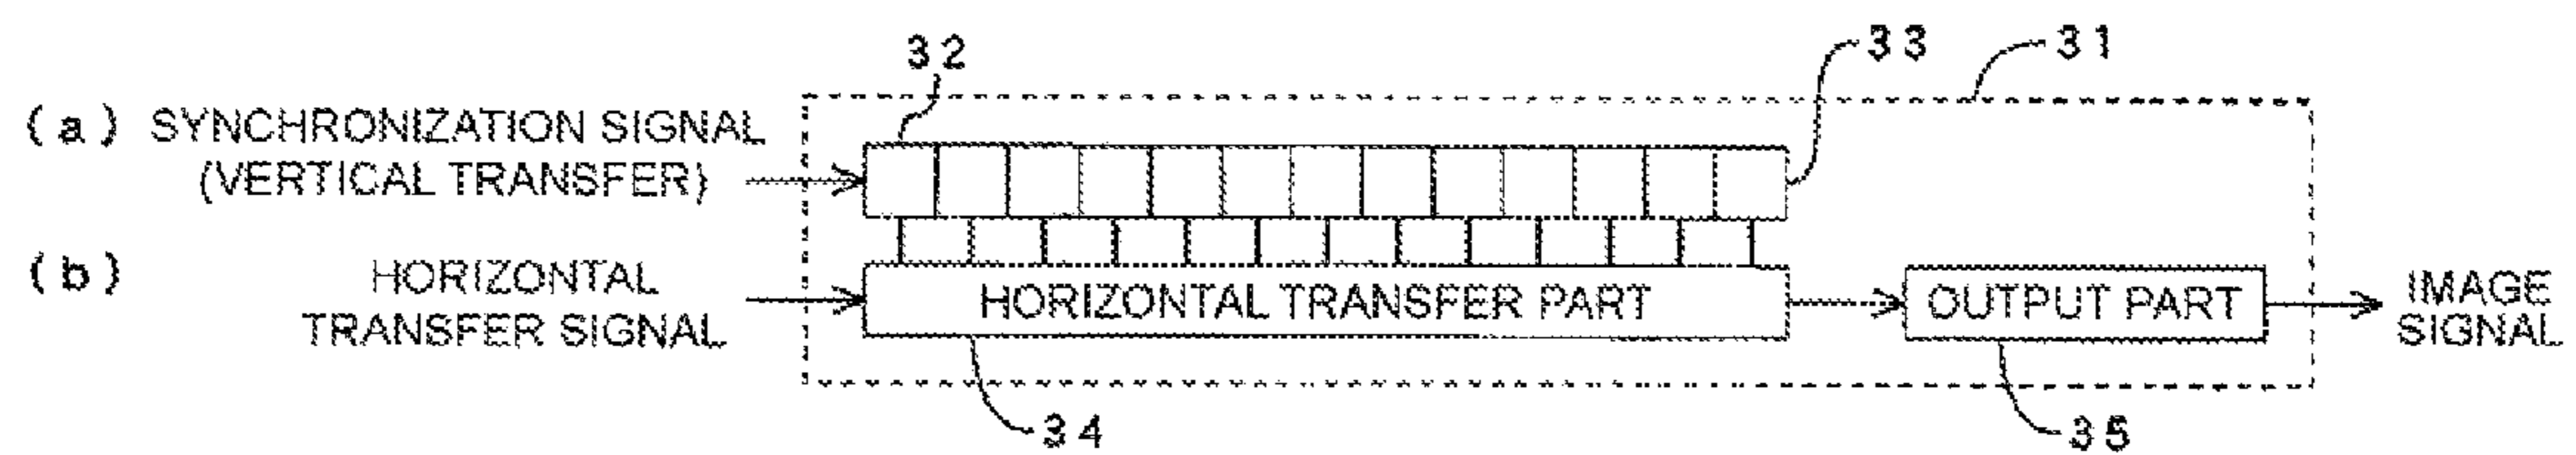 32
33
31
(a) SYNCHRONIZATION SIGNAL
(VERTICAL TRANSFER)
(b) HORIZONTAL
TRANSFER SIGNAL
HORIZONTAL TRANSFER PART
OUTPUT PART
IMAGE
SIGNAL
34
35